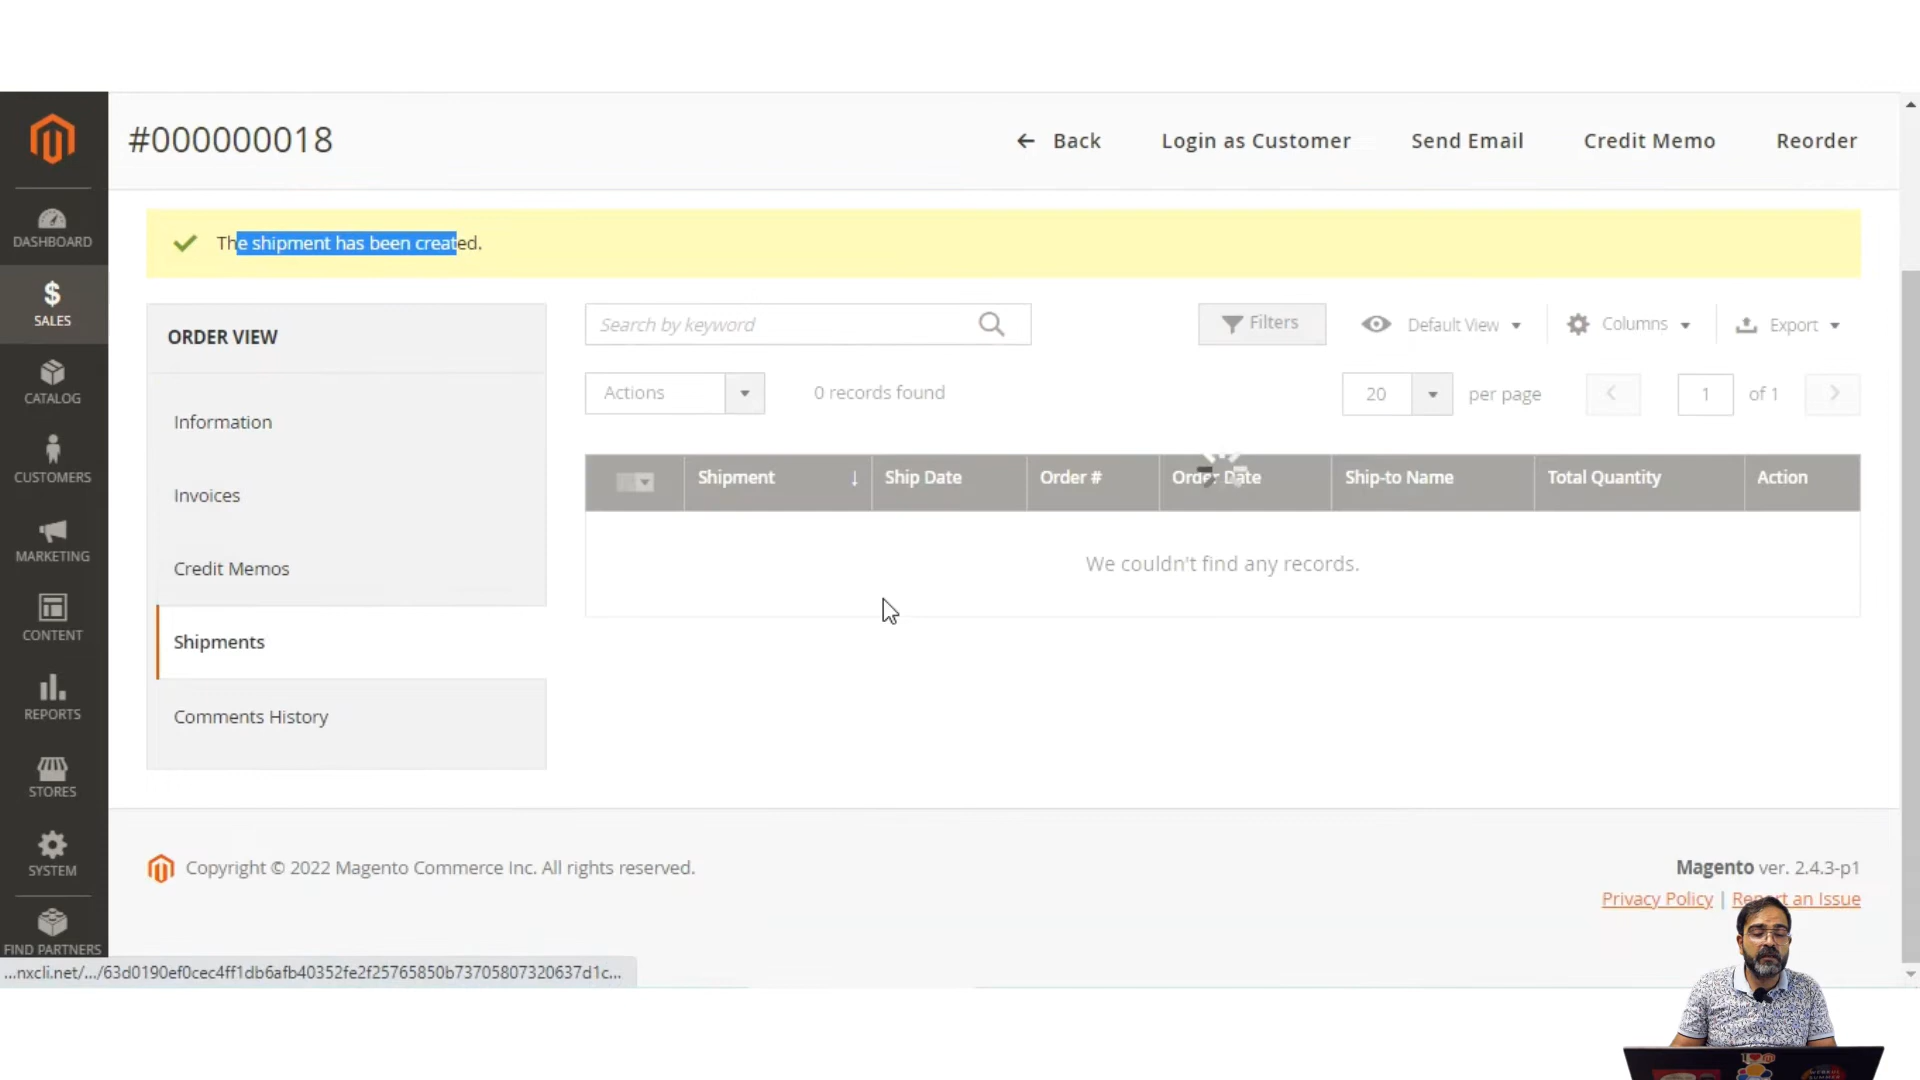 #000000018
Back
Login as Customer
Send Email
Credit Memo
Reorder
DASHBOARD
SALES
CATALOG
CUSTOMERS
MARKETING
CONTENT
REPORTS
STORES
SYSTEM
FIND PARTNERS
The shipment has been created.
ORDER VIEW
Information
Invoices
Credit Memos
Shipments
Comments History
Search by keyword
Filters
Default View
Columns
Export
Actions
0 records found
20
per page
1
of 1
Shipment
Ship Date
Order #
Order Date
Ship-to Name
Total Quantity
Action
We couldn't find any records.
Copyright © 2022 Magento Commerce Inc. All rights reserved.
Magento ver. 2.4.3-p1
Privacy Policy | Report an Issue
...nxcli.net/.../63d0190ef0cec4ff1db6afb40352fe2f25765850b73705807320637d1c...